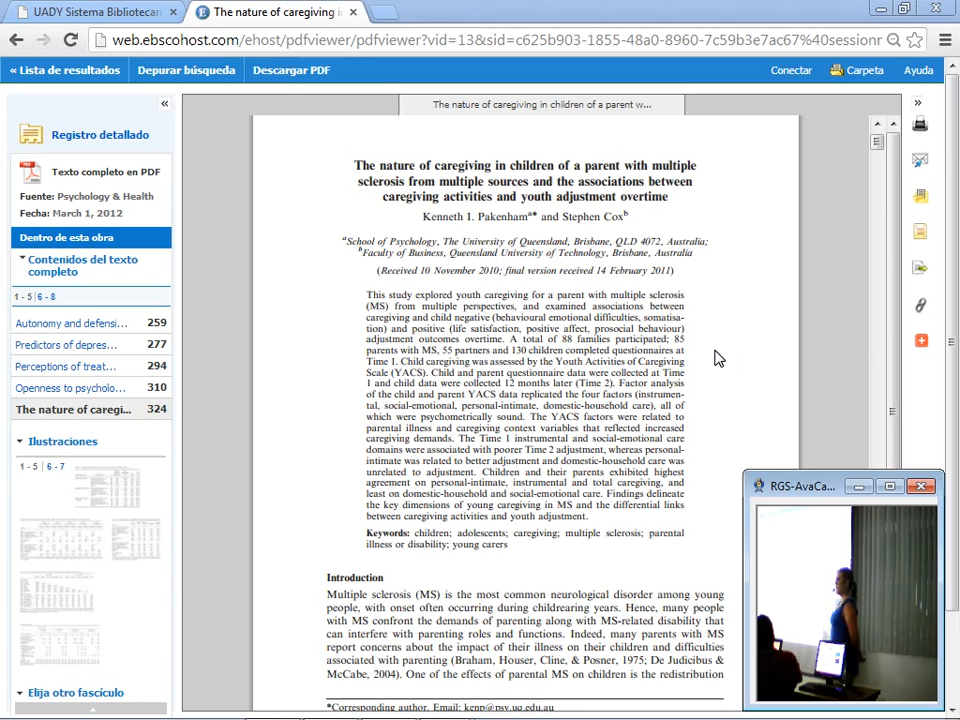 UADY Sistema Bibliotecari
The nature of caregiving in
web.ebscohost.com/ehost/pdfviewer/pdfviewer?vid=13&sid=c625b903-1855-48a0-8960-7c59b3e7ac67%40sessionr
« Lista de resultados
Depurar búsqueda
Descargar PDF
Conectar
Carpeta
Ayuda
«
Registro detallado
Texto completo en PDF
Fuente: Psychology & Health
Fecha: March 1, 2012
Dentro de esta obra
Contenidos del texto
completo
1 - 5 | 6 - 8
Autonomy and defensi... 259
Predictors of depres... 277
Perceptions of treat... 294
Openness to psycholo... 310
The nature of caregi... 324
Ilustraciones
1 - 5 | 6 - 7
Elija otro fascículo
The nature of caregiving in children of a parent w...
»
The nature of caregiving in children of a parent with multiple
sclerosis from multiple sources and the associations between
caregiving activities and youth adjustment overtime
Kenneth I. Pakenhamᵃ* and Stephen Coxᵇ
ᵃSchool of Psychology, The University of Queensland, Brisbane, QLD 4072, Australia;
ᵇFaculty of Business, Queensland University of Technology, Brisbane, Australia
(Received 10 November 2010; final version received 14 February 2011)
This study explored youth caregiving for a parent with multiple sclerosis
(MS) from multiple perspectives, and examined associations between
caregiving and child negative (behavioural emotional difficulties, somatisa-
tion) and positive (life satisfaction, positive affect, prosocial behaviour)
adjustment outcomes overtime. A total of 88 families participated; 85
parents with MS, 55 partners and 130 children completed questionnaires at
Time 1. Child caregiving was assessed by the Youth Activities of Caregiving
Scale (YACS). Child and parent questionnaire data were collected at Time
1 and child data were collected 12 months later (Time 2). Factor analysis
of the child and parent YACS data replicated the four factors (instrumen-
tal, social-emotional, personal-intimate, domestic-household care), all of
which were psychometrically sound. The YACS factors were related to
parental illness and caregiving context variables that reflected increased
caregiving demands. The Time 1 instrumental and social-emotional care
domains were associated with poorer Time 2 adjustment, whereas personal-
intimate was related to better adjustment and domestic-household care was
unrelated to adjustment. Children and their parents exhibited highest
agreement on personal-intimate, instrumental and total caregiving, and
least on domestic-household and social-emotional care. Findings delineate
the key dimensions of young caregiving in MS and the differential links
between caregiving activities and youth adjustment.
Keywords: children; adolescents; caregiving; multiple sclerosis; parental
illness or disability; young carers
Introduction
Multiple sclerosis (MS) is the most common neurological disorder among young
people, with onset often occurring during childrearing years. Hence, many people
with MS confront the demands of parenting along with MS-related disability that
can interfere with parenting roles and functions. Indeed, many parents with MS
report concerns about the impact of their illness on their children and difficulties
associated with parenting (Braham, Houser, Cline, & Posner, 1975; De Judicibus &
McCabe, 2004). One of the effects of parental MS on children is the redistribution
*Corresponding author. Email: kenp@psy.uq.edu.au
RGS-AvaCa...